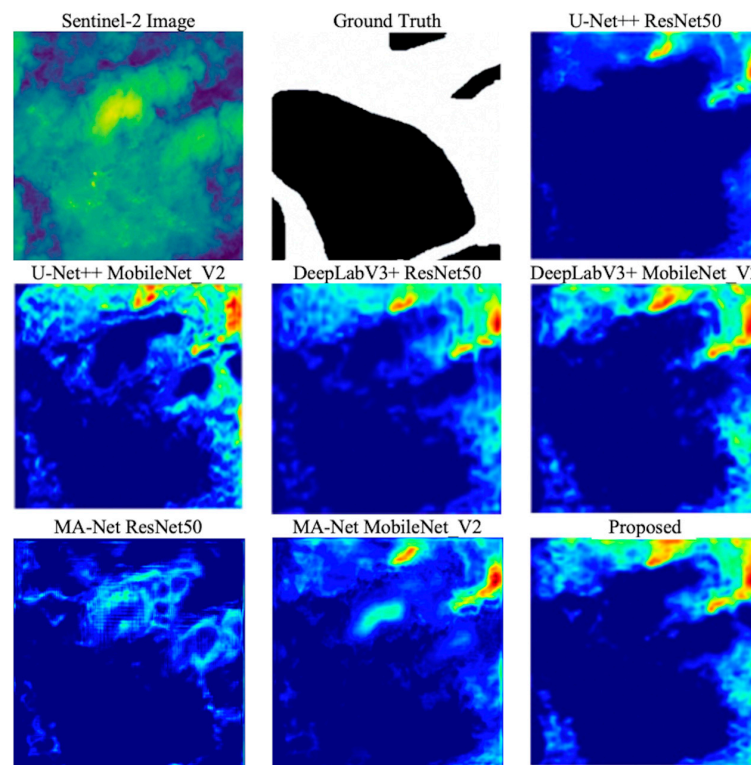 Sentinel-2 Image
Ground Truth
U-Net++ ResNet50
U-Net++ MobileNet_V2
DeepLabV3+ ResNet50
DeepLabV3+ MobileNet_V2
MA-Net ResNet50
MA-Net MobileNet_V2
Proposed